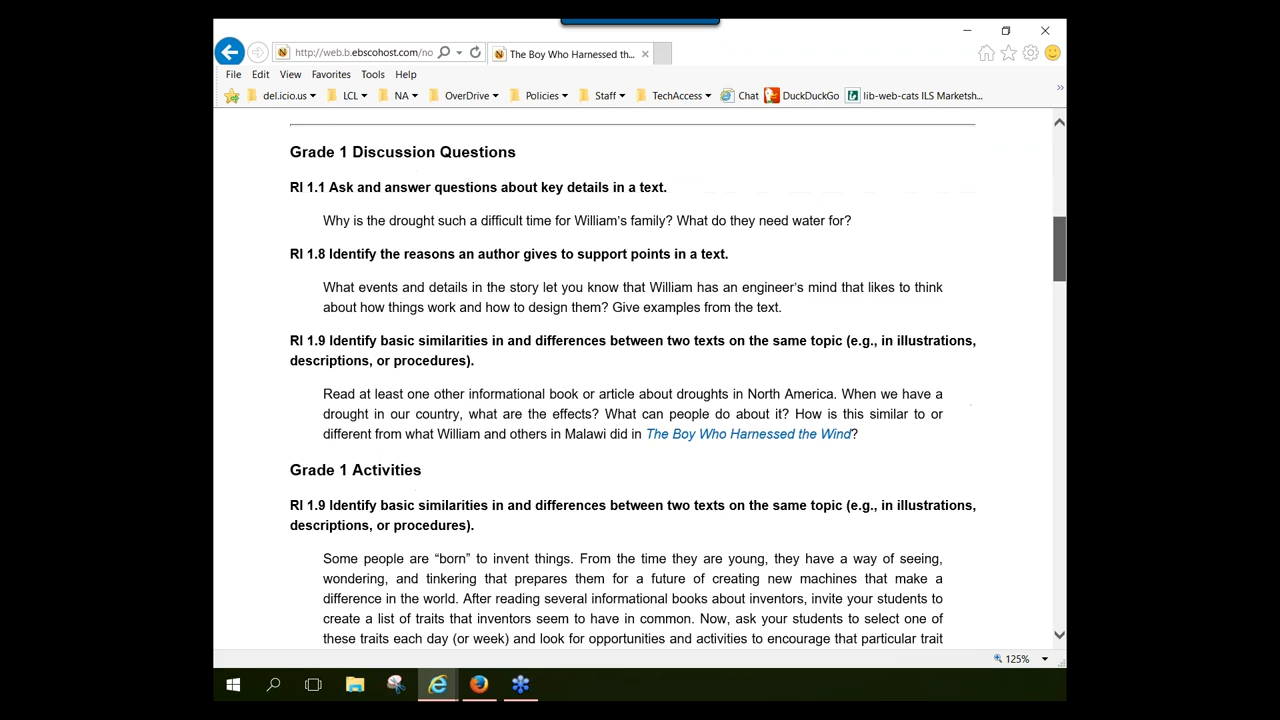 http://web.b.ebscohost.com/no
The Boy Who Harnessed th...
File Edit View Favorites Tools Help
del.icio.us LCL NA OverDrive Policies Staff TechAccess Chat DuckDuckGo lib-web-cats ILS Marketsh...
Grade 1 Discussion Questions
RI 1.1 Ask and answer questions about key details in a text.
Why is the drought such a difficult time for William's family? What do they need water for?
RI 1.8 Identify the reasons an author gives to support points in a text.
What events and details in the story let you know that William has an engineer's mind that likes to think
about how things work and how to design them? Give examples from the text.
RI 1.9 Identify basic similarities in and differences between two texts on the same topic (e.g., in illustrations,
descriptions, or procedures).
Read at least one other informational book or article about droughts in North America. When we have a
drought in our country, what are the effects? What can people do about it? How is this similar to or
different from what William and others in Malawi did in The Boy Who Harnessed the Wind?
Grade 1 Activities
RI 1.9 Identify basic similarities in and differences between two texts on the same topic (e.g., in illustrations,
descriptions, or procedures).
Some people are “born” to invent things. From the time they are young, they have a way of seeing,
wondering, and tinkering that prepares them for a future of creating new machines that make a
difference in the world. After reading several informational books about inventors, invite your students to
create a list of traits that inventors seem to have in common. Now, ask your students to select one of
these traits each day (or week) and look for opportunities and activities to encourage that particular trait
125%